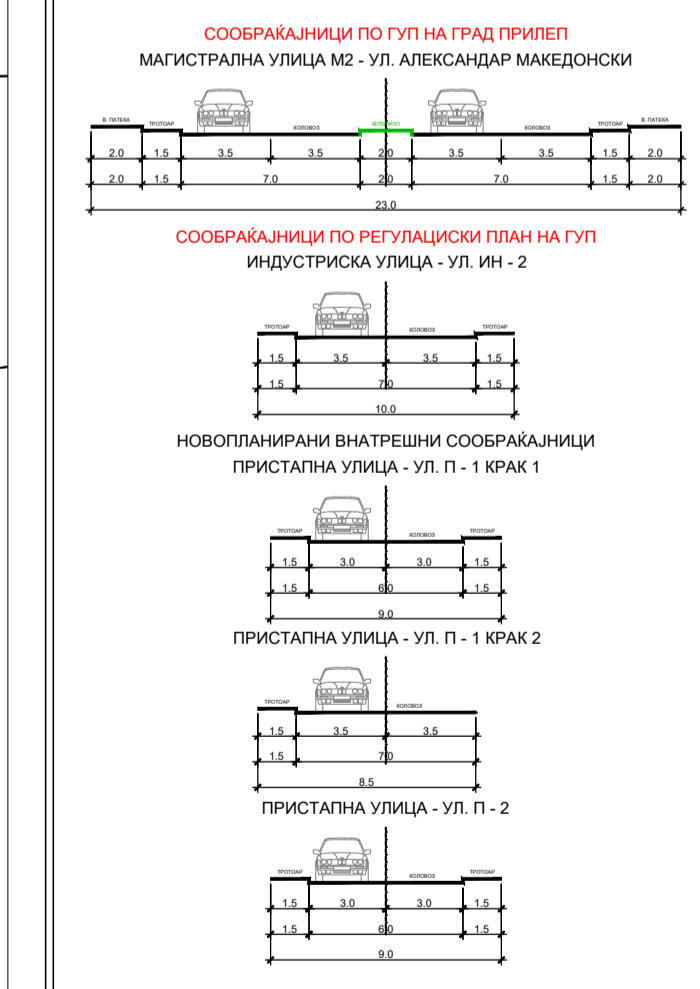 СООБРАЌАЈНИЦИ ПО ГУП НА ГРАД ПРИЛЕП
МАГИСТРАЛНА УЛИЦА М2 - УЛ. АЛЕКСАНДАР МАКЕДОНСКИ
В. ПАТЕКА ТРОТОАР КОЛОВОЗ ЗЕЛЕНИЛО КОЛОВОЗ ТРОТОАР В. ПАТЕКА
2.0 1.5 3.5 3.5 2.0 3.5 3.5 1.5 2.0
2.0 1.5 7.0 2.0 7.0 1.5 2.0
23.0
СООБРАЌАЈНИЦИ ПО РЕГУЛАЦИСКИ ПЛАН НА ГУП
ИНДУСТРИСКА УЛИЦА - УЛ. ИН - 2
ТРОТОАР КОЛОВОЗ ТРОТОАР
1.5 3.5 3.5 1.5
1.5 7.0 1.5
10.0
НОВОПЛАНИРАНИ ВНАТРЕШНИ СООБРАЌАЈНИЦИ
ПРИСТАПНА УЛИЦА - УЛ. П - 1 КРАК 1
ТРОТОАР КОЛОВОЗ ТРОТОАР
1.5 3.0 3.0 1.5
1.5 6.0 1.5
9.0
ПРИСТАПНА УЛИЦА - УЛ. П - 1 КРАК 2
ТРОТОАР КОЛОВОЗ
1.5 3.5 3.5
1.5 7.0
8.5
ПРИСТАПНА УЛИЦА - УЛ. П - 2
ТРОТОАР КОЛОВОЗ ТРОТОАР
1.5 3.0 3.0 1.5
1.5 6.0 1.5
9.0